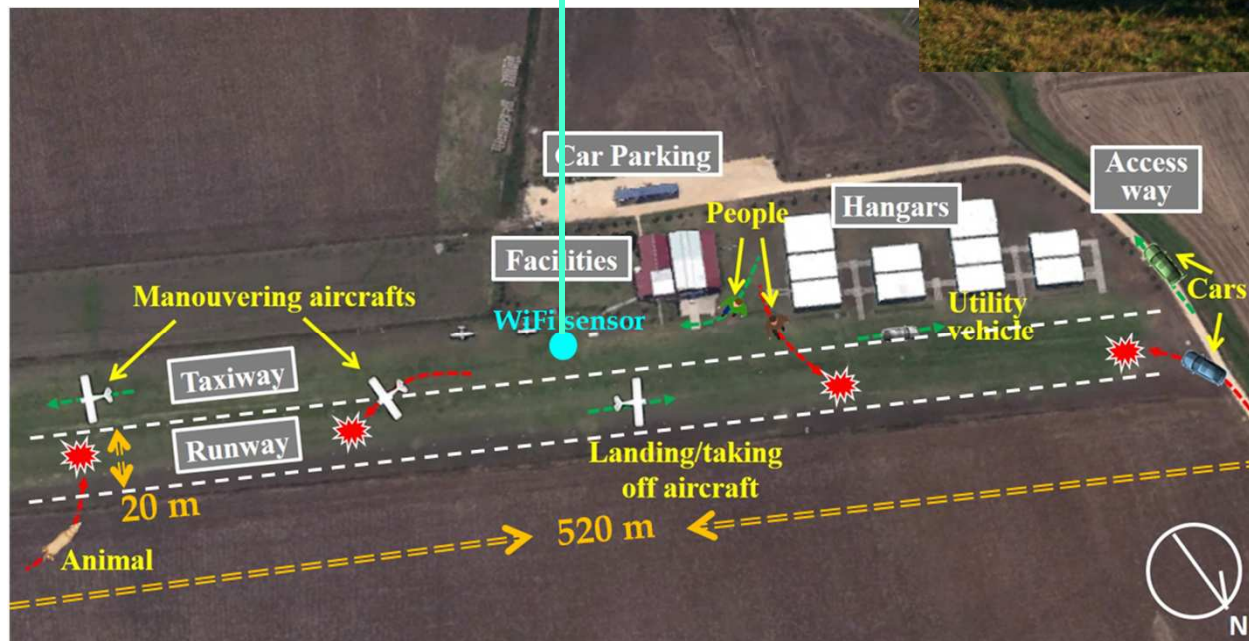 Car Parking
Access
way
People
Hangars
Facilities
Cars
Manouvering aircrafts
WiFi sensor
Utility
vehicle
Taxiway
Runway
Landing/taking
off aircraft
20 m
520 m
Animal
N